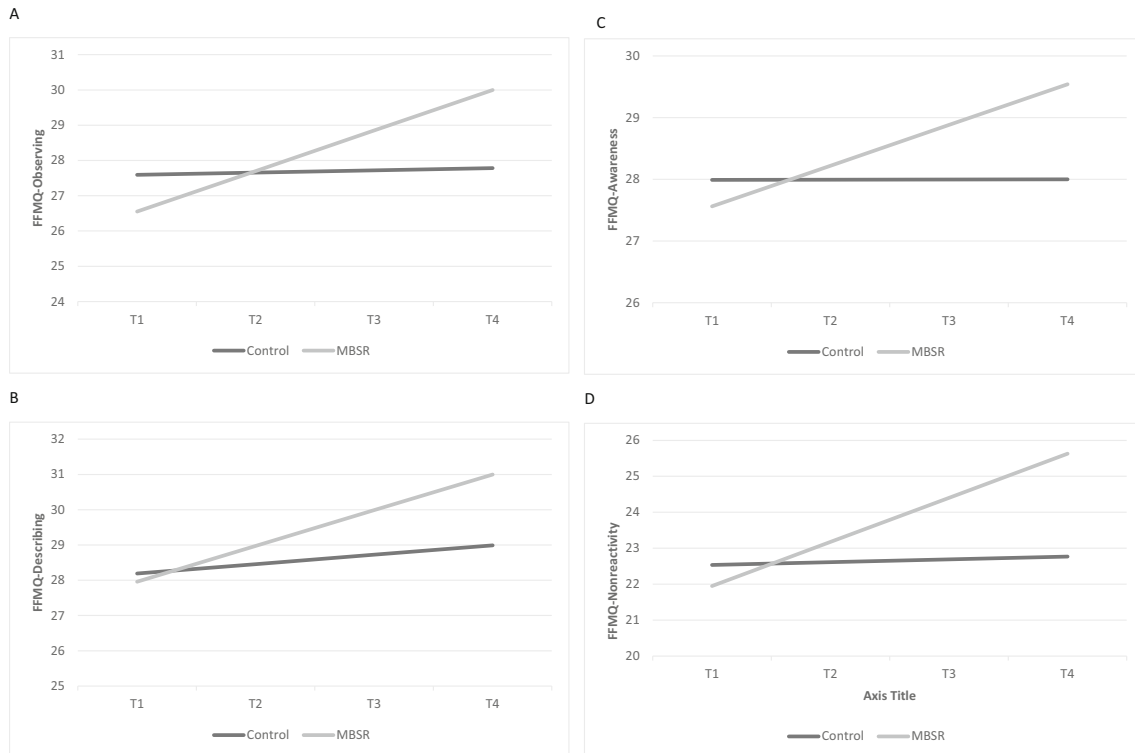 A
31
30
29
28
27
26
25
24
FFMQ-Observing
T1 T2 T3 T4
Control MBSR
B
32
31
30
29
28
27
26
25
FFMQ-Describing
T1 T2 T3 T4
Control MBSR
C
30
29
28
27
26
FFMQ-Awareness
T1 T2 T3 T4
Control MBSR
D
26
25
24
23
22
21
20
FFMQ-Nonreactivity
T1 T2 T3 T4
Axis Title
Control MBSR